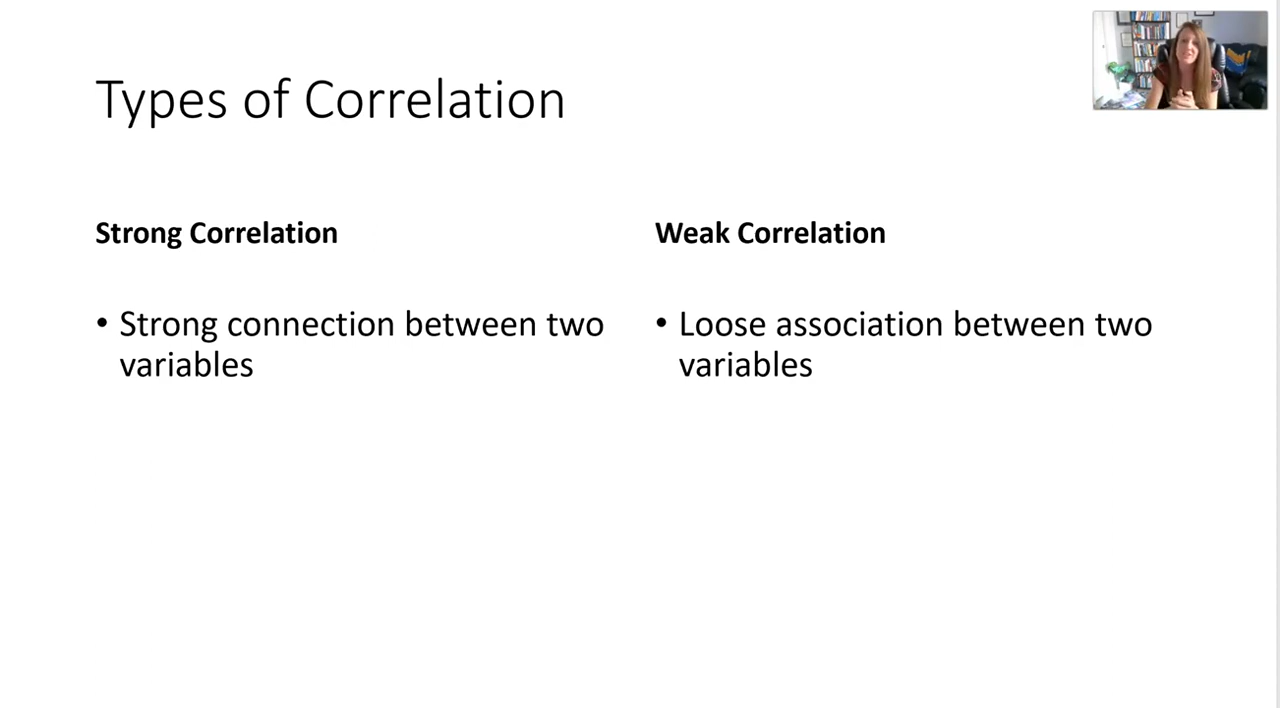 Types of Correlation
Strong Correlation
• Strong connection between two
variables
Weak Correlation
• Loose association between two
variables